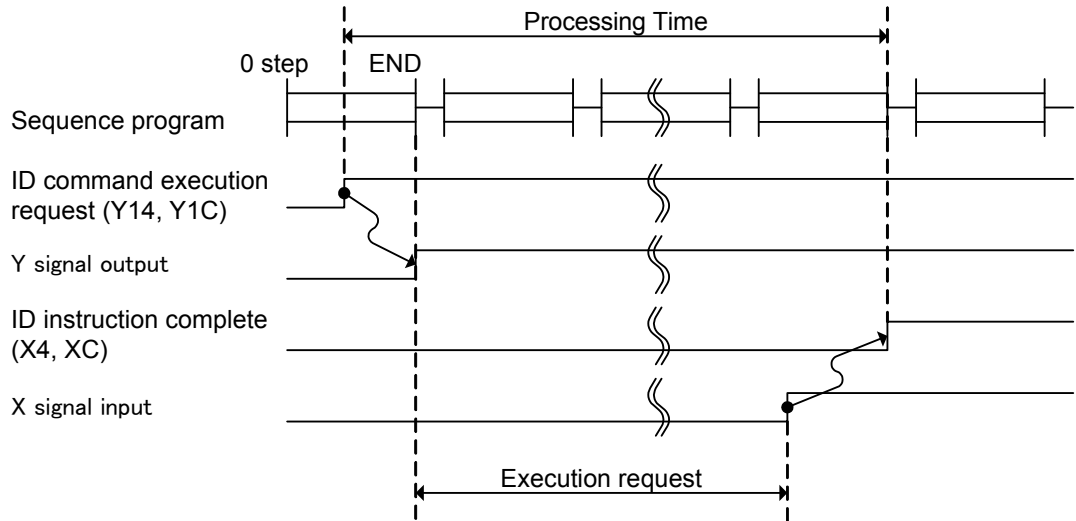 Processing Time
0 step
END
Sequence program
ID command execution
request (Y14, Y1C)
Y signal output
ID instruction complete
(X4, XC)
X signal input
Execution request